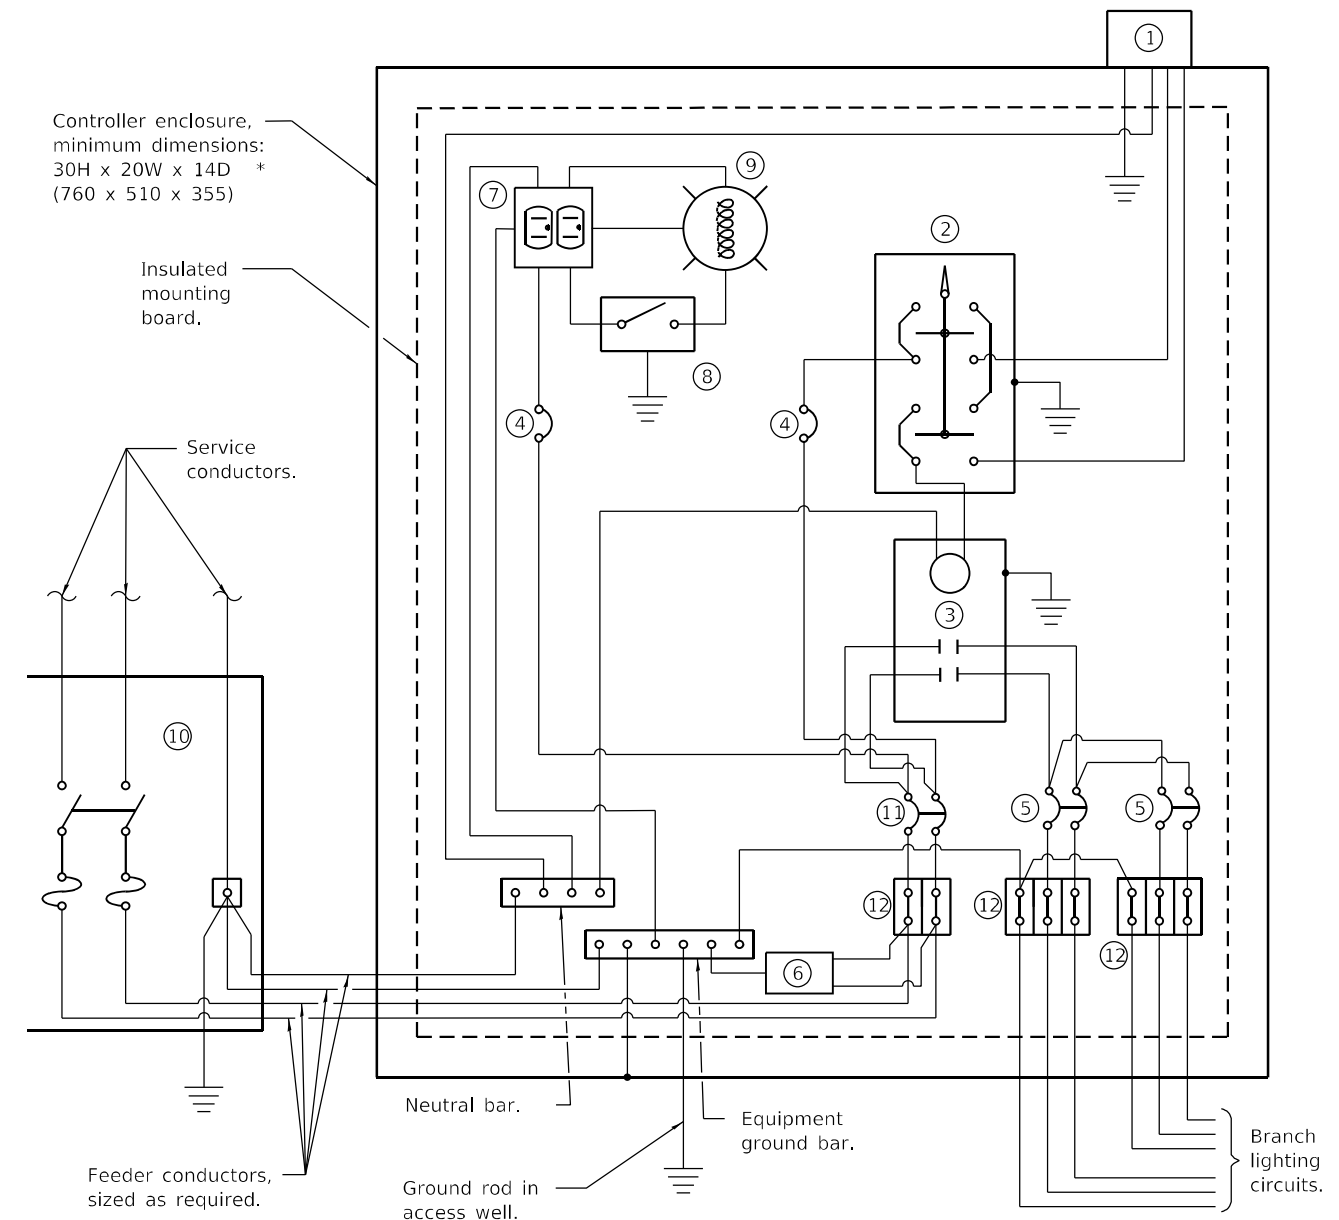 1
Controller enclosure,
minimum dimensions:
30H x 20W x 14D *
(760 x 510 x 355)
9
7
2
Insulated
mounting
board.
8
4
4
Service
conductors.
3
10
11
5
5
12
12
12
6
Neutral bar.
Equipment
ground bar.
Branch
lighting
circuits.
Feeder conductors,
sized as required.
Ground rod in
access well.